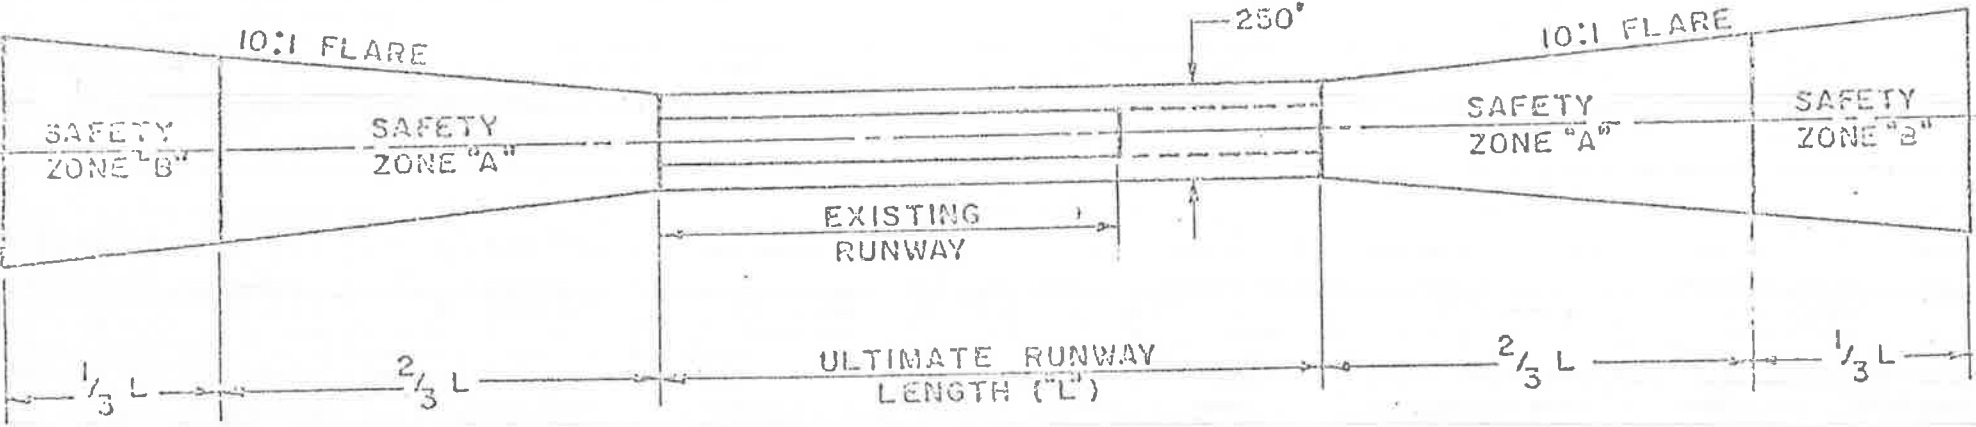 250'
10:1 FLARE
10:1 FLARE
SAFETY
ZONE "B"
SAFETY
ZONE "A"
SAFETY
ZONE "A"
SAFETY
ZONE "B"
EXISTING
RUNWAY
1/3 L
2/3 L
ULTIMATE RUNWAY
LENGTH ("L")
2/3 L
1/3 L